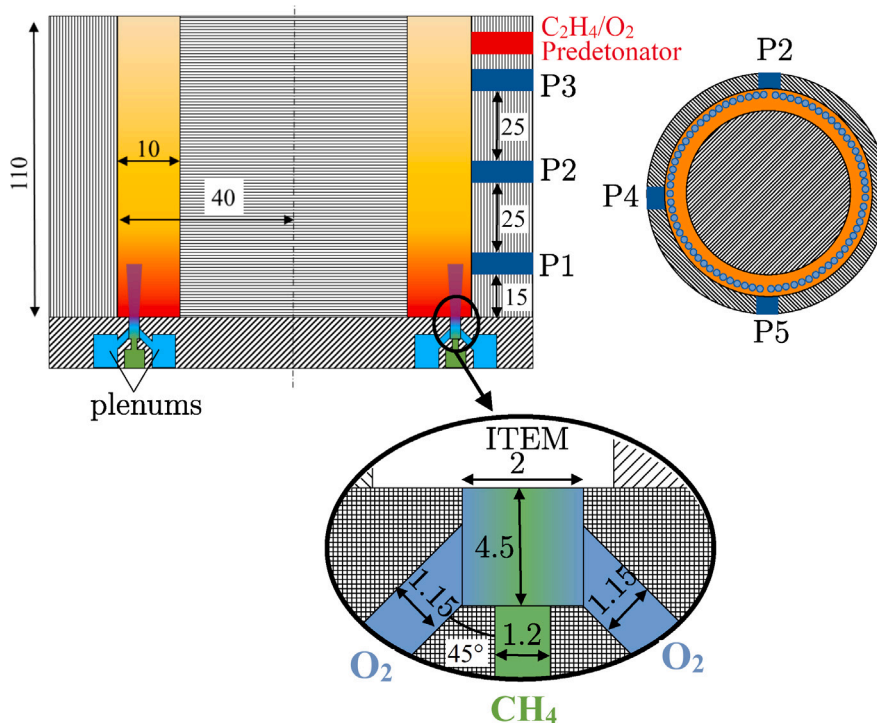 C₂H₄/O₂
Predetonator
P3
25
P2
25
P1
15
110
10
40
plenums
P2
P4
P5
ITEM
2
4.5
1.15
1.15
1.2
45°
O₂
O₂
CH₄